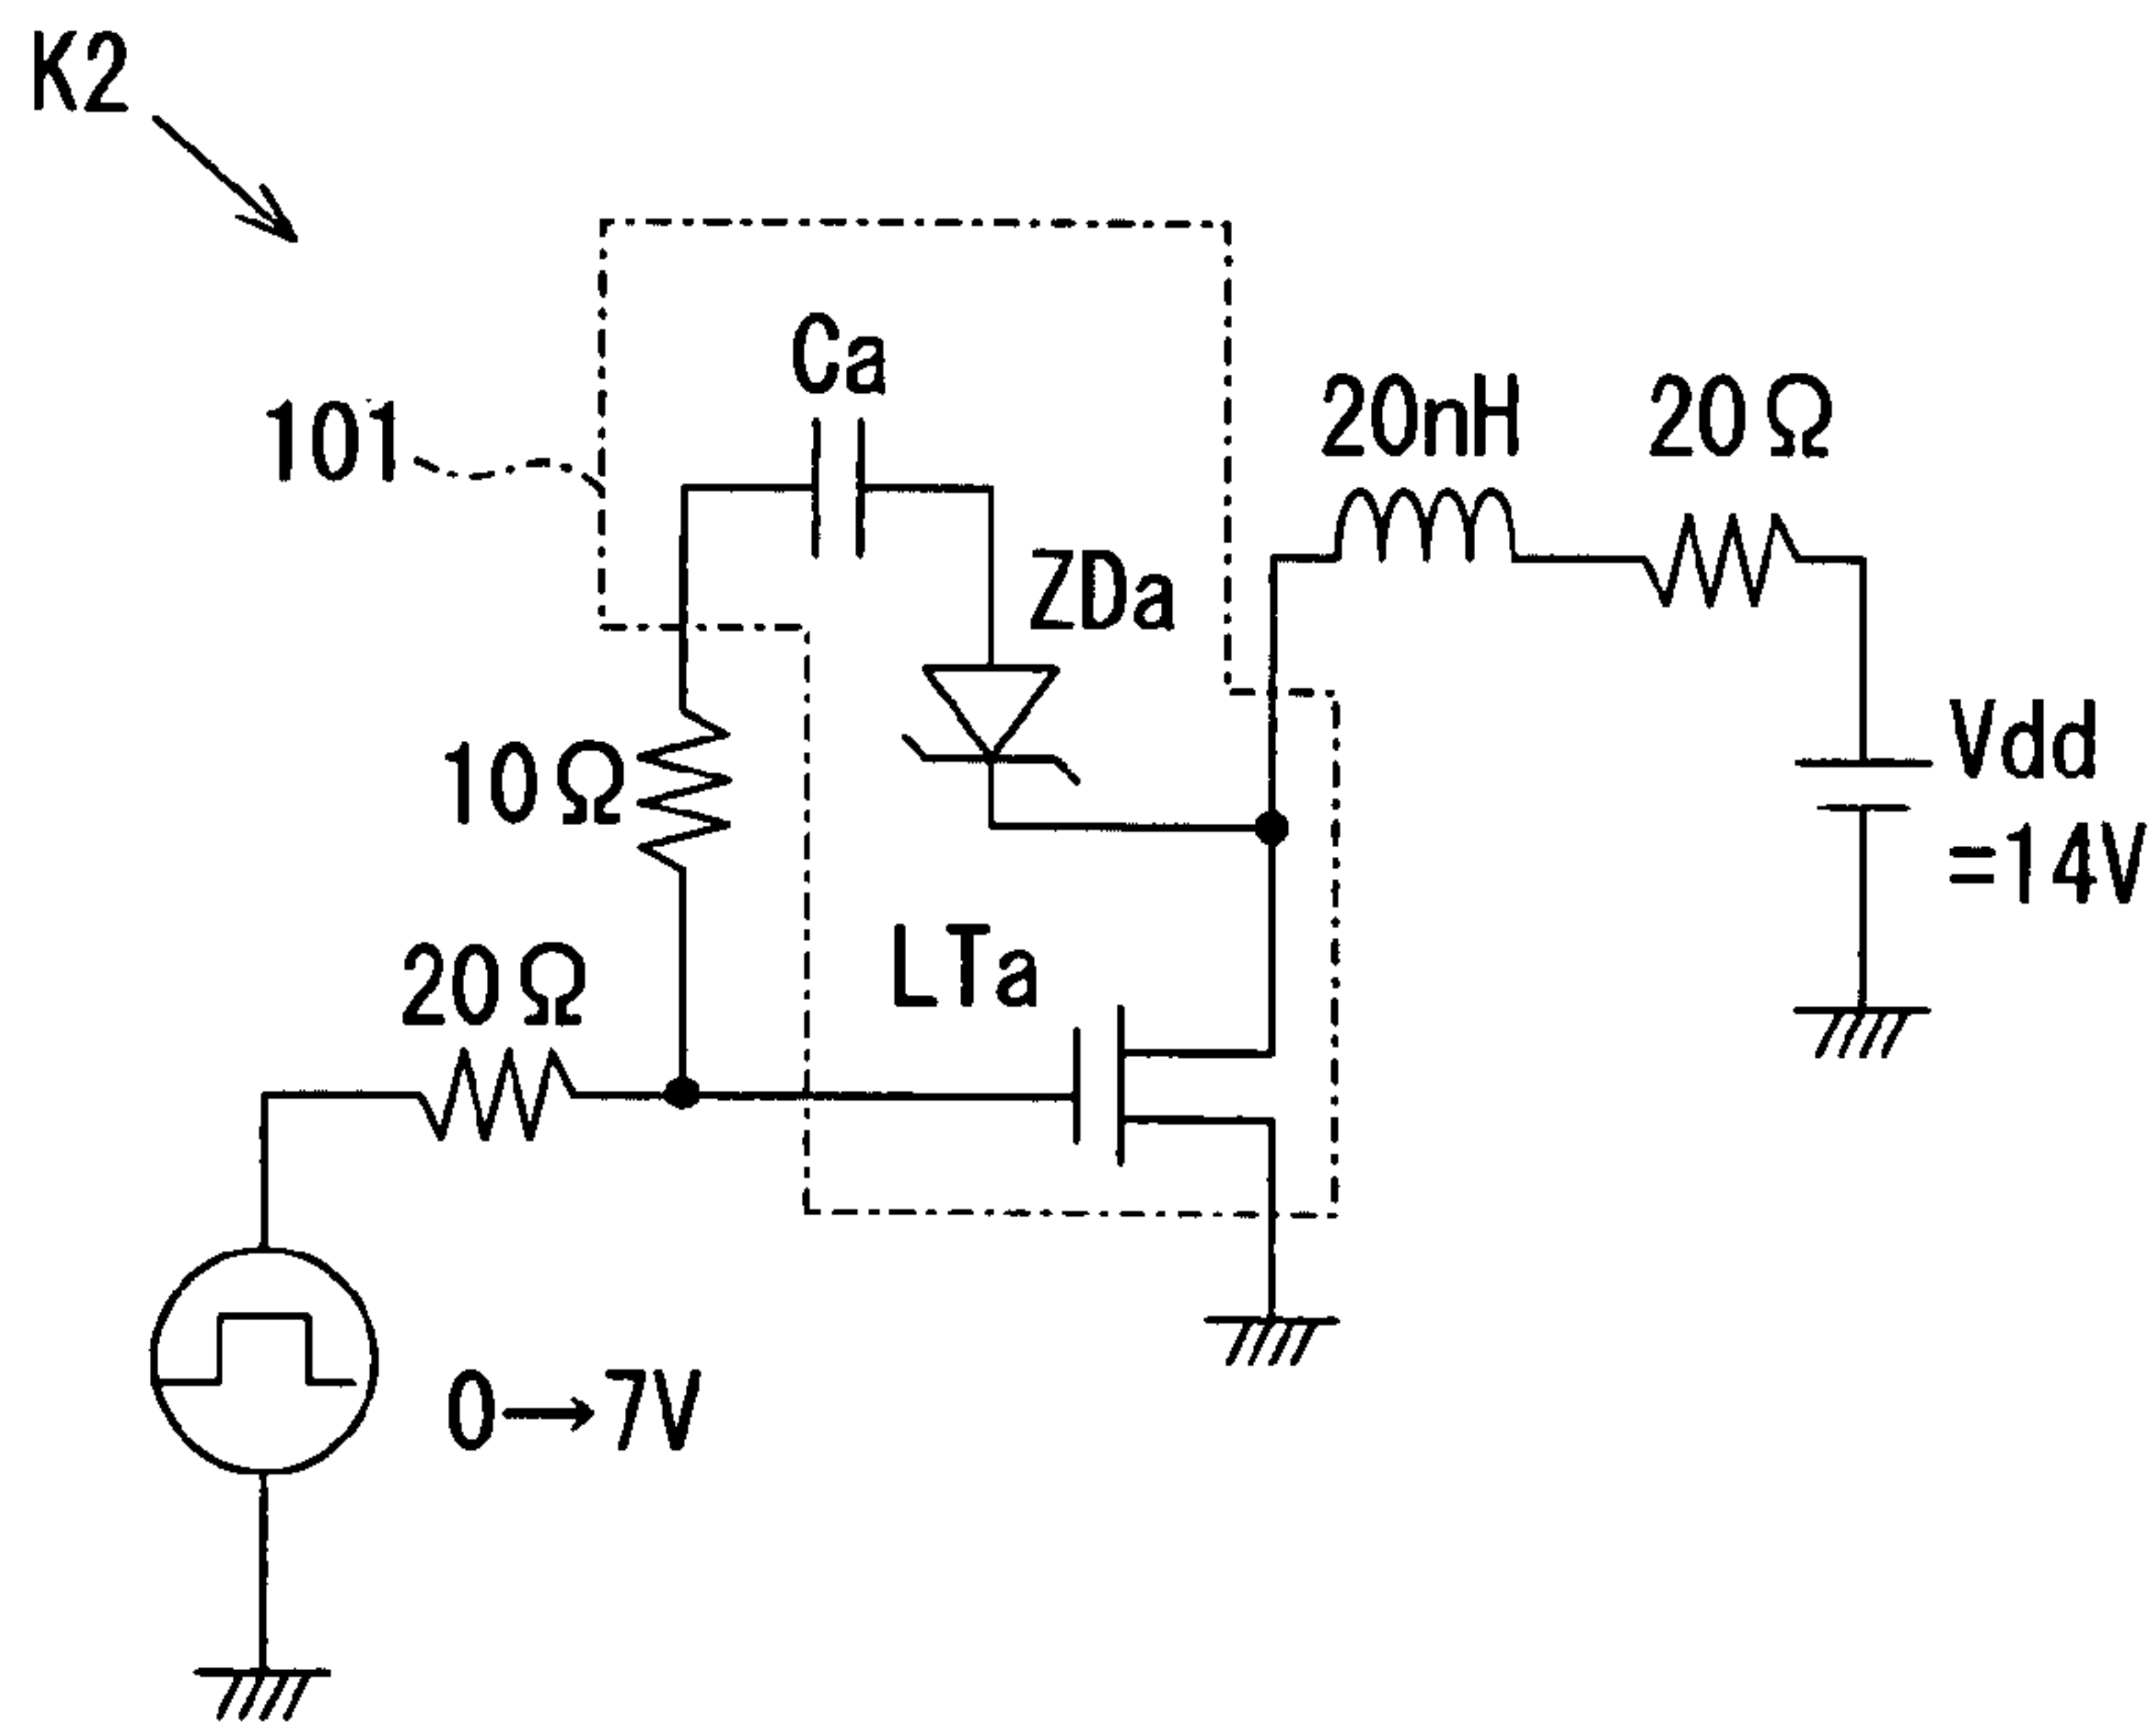 K2
Ca
101
20nH
20Ω
ZDa
Vdd
=14V
10Ω
LTa
20Ω
0→7V